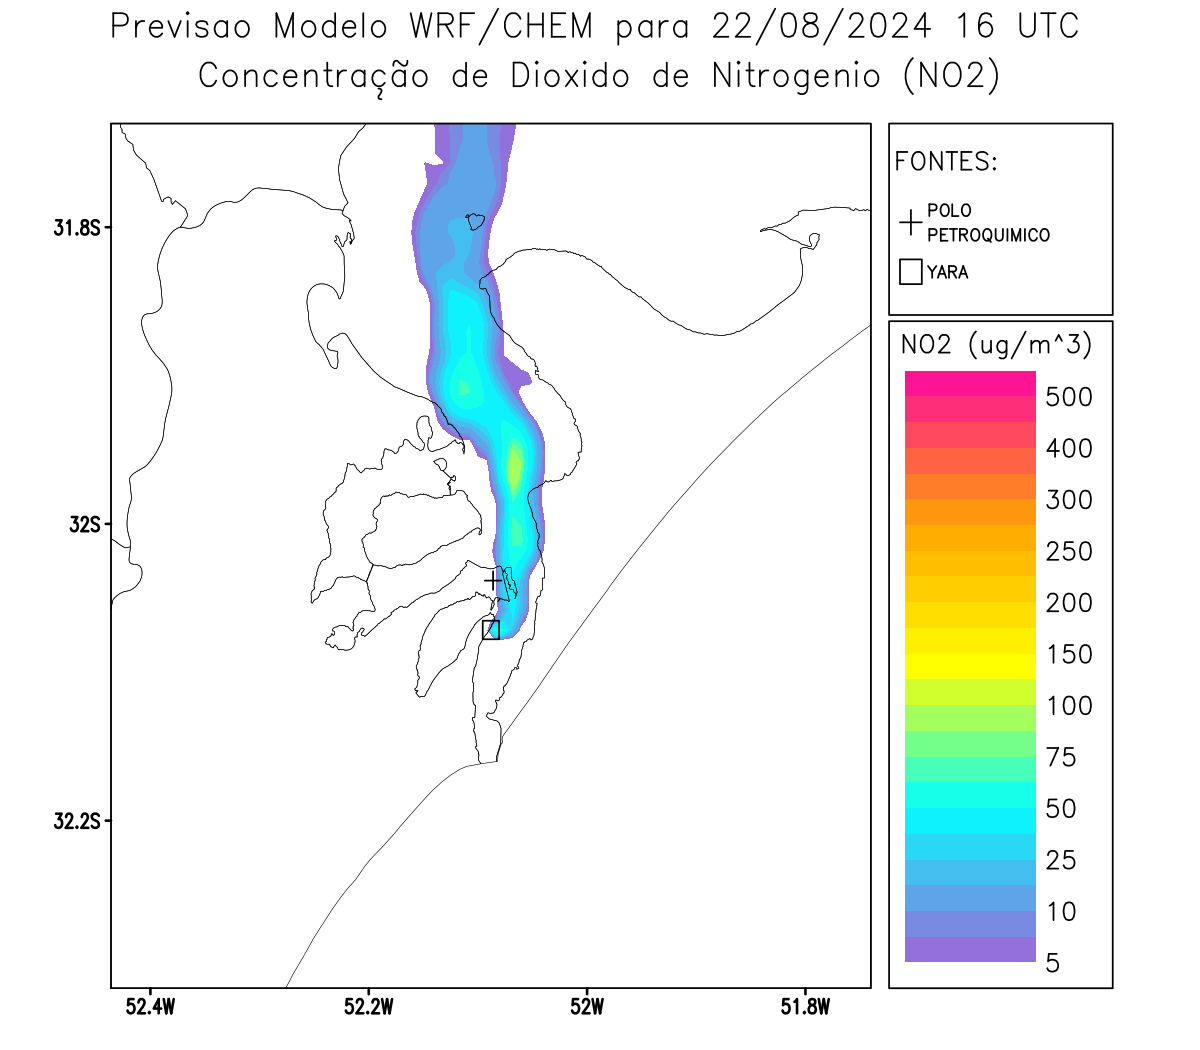 Previsao Modelo WRF/CHEM para 22/08/2024 16 UTC
Concentração de Dioxido de Nitrogenio (NO2)
FONTES:
POLO
PETROQUIMICO
YARA
NO2 (ug/m^3)
500
400
300
250
200
150
100
75
50
25
10
5
31.8S
32S
32.2S
52.4W
52.2W
52W
51.8W